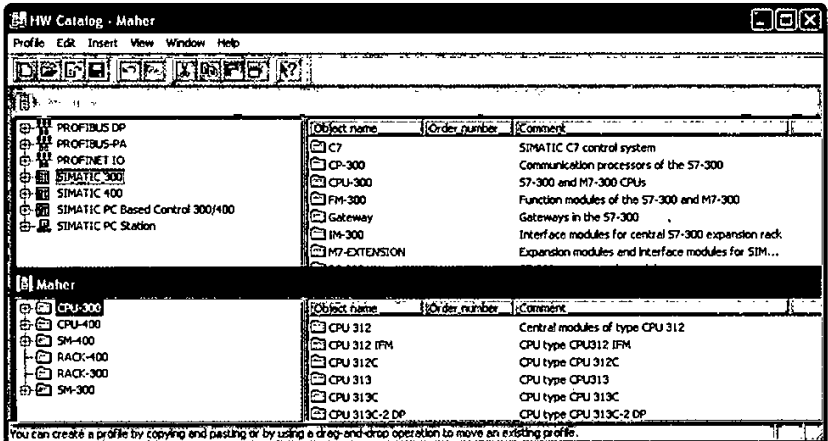 HW Catalog - Maher
Profile Edit Insert View Window Help
PROFIBUS DP
PROFIBUS-PA
PROFINET IO
SIMATIC 300
SIMATIC 400
SIMATIC PC Based Control 300/400
SIMATIC PC Station
Object name Order number Comment
C7 SIMATIC C7 control system
CP-300 Communication processors of the S7-300
CPU-300 S7-300 and M7-300 CPUs
FM-300 Function modules of the S7-300 and M7-300
Gateway Gateways in the S7-300
IM-300 Interface modules for central S7-300 expansion rack
M7-EXTENSION Expansion modules and interface modules for SIM...
Maher
CPU-300
CPU-400
SM-400
RACK-400
RACK-300
SM-300
Object name Order number Comment
CPU 312 Central modules of type CPU 312
CPU 312 IFM CPU type CPU312 IFM
CPU 312C CPU type CPU 312C
CPU 313 CPU type CPU313
CPU 313C CPU type CPU 313C
CPU 313C-2 DP CPU type CPU 313C-2 DP
You can create a profile by copying and pasting or by using a drag-and-drop operation to move an existing profile.